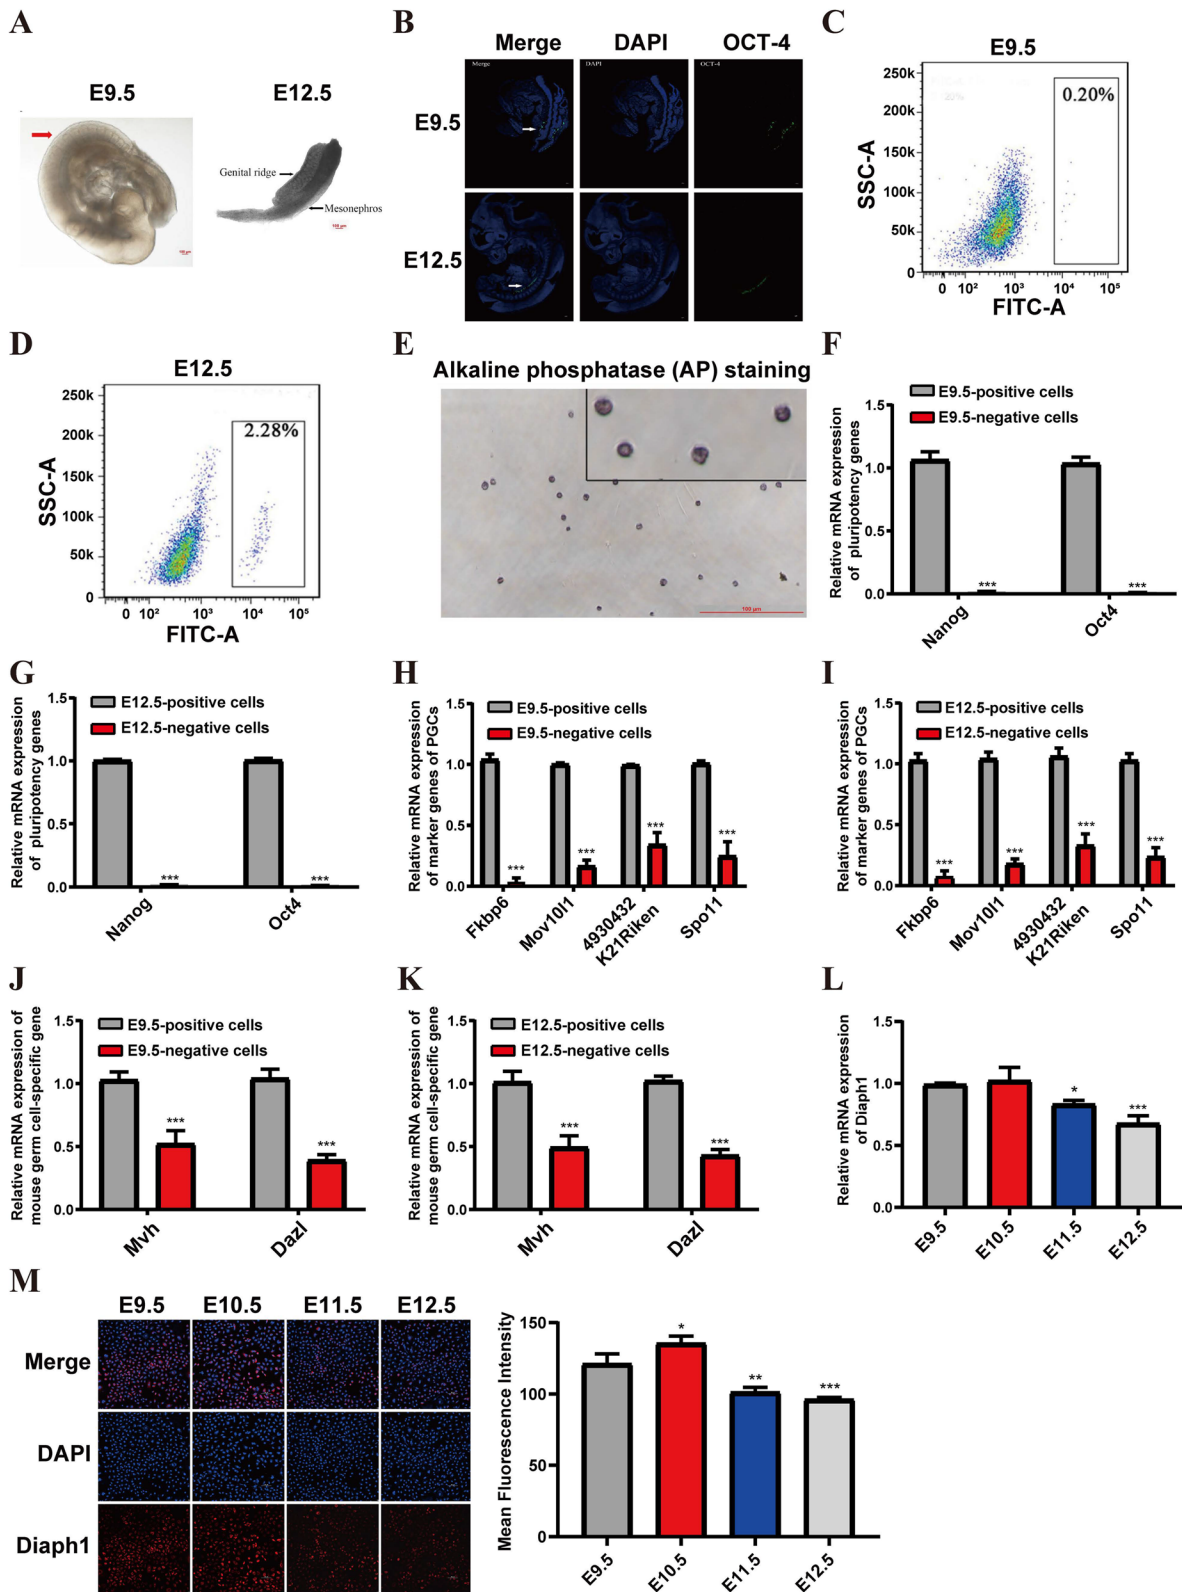 A
E9.5
E12.5
Genital ridge
Mesonephros
100 μm
B
Merge
DAPI
OCT-4
Merge
DAPI
OCT-4
E9.5
E12.5
C
E9.5
0.20%
250k
200k
150k
100k
50k
0
SSC-A
0 10² 10³ 10⁴ 10⁵
FITC-A
D
E12.5
2.28%
250k
200k
150k
100k
50k
0
SSC-A
0 10² 10³ 10⁴ 10⁵
FITC-A
E
Alkaline phosphatase (AP) staining
100 μm
F
E9.5-positive cells
E9.5-negative cells
Relative mRNA expression
of pluripotency genes
1.5
1.0
0.5
0.0
***
***
Nanog
Oct4
G
E12.5-positive cells
E12.5-negative cells
Relative mRNA expression
of pluripotency genes
1.5
1.0
0.5
0.0
***
***
Nanog
Oct4
H
E9.5-positive cells
E9.5-negative cells
Relative mRNA expression
of marker genes of PGCs
1.5
1.0
0.5
0.0
***
***
***
***
Fkbp6
Mov10l1
4930432
K21Riken
Spo11
I
E12.5-positive cells
E12.5-negative cells
Relative mRNA expression
of marker genes of PGCs
1.5
1.0
0.5
0.0
***
***
***
***
Fkbp6
Mov10l1
4930432
K21Riken
Spo11
J
E9.5-positive cells
E9.5-negative cells
Relative mRNA expression of
mouse germ cell-specific gene
1.5
1.0
0.5
0.0
***
***
Mvh
Dazl
K
E12.5-positive cells
E12.5-negative cells
Relative mRNA expression of
mouse germ cell-specific gene
1.5
1.0
0.5
0.0
***
***
Mvh
Dazl
L
Relative mRNA expression
of Diaph1
1.5
1.0
0.5
0.0
*
***
E9.5
E10.5
E11.5
E12.5
M
E9.5
E10.5
E11.5
E12.5
Merge
DAPI
Diaph1
Mean Fluorescence Intensity
150
100
50
0
*
**
***
E9.5
E10.5
E11.5
E12.5